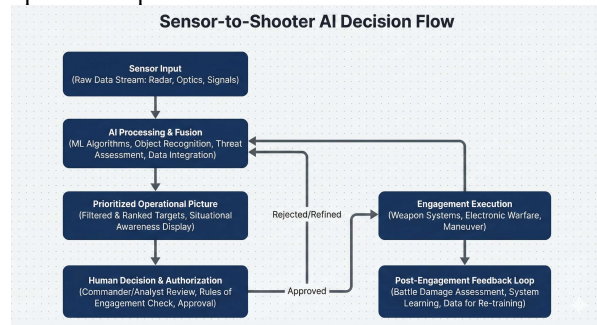 Sensor-to-Shooter AI Decision Flow
Sensor Input
(Raw Data Stream: Radar, Optics, Signals)
AI Processing & Fusion
(ML Algorithms, Object Recognition, Threat
Assessment, Data Integration)
Prioritized Operational Picture
(Filtered & Ranked Targets, Situational
Awareness Display)
Human Decision & Authorization
(Commander/Analyst Review, Rules of
Engagement Check, Approval)
Rejected/Refined
Approved
Engagement Execution
(Weapon Systems, Electronic Warfare,
Maneuver)
Post-Engagement Feedback Loop
(Battle Damage Assessment, System
Learning, Data for Re-training)